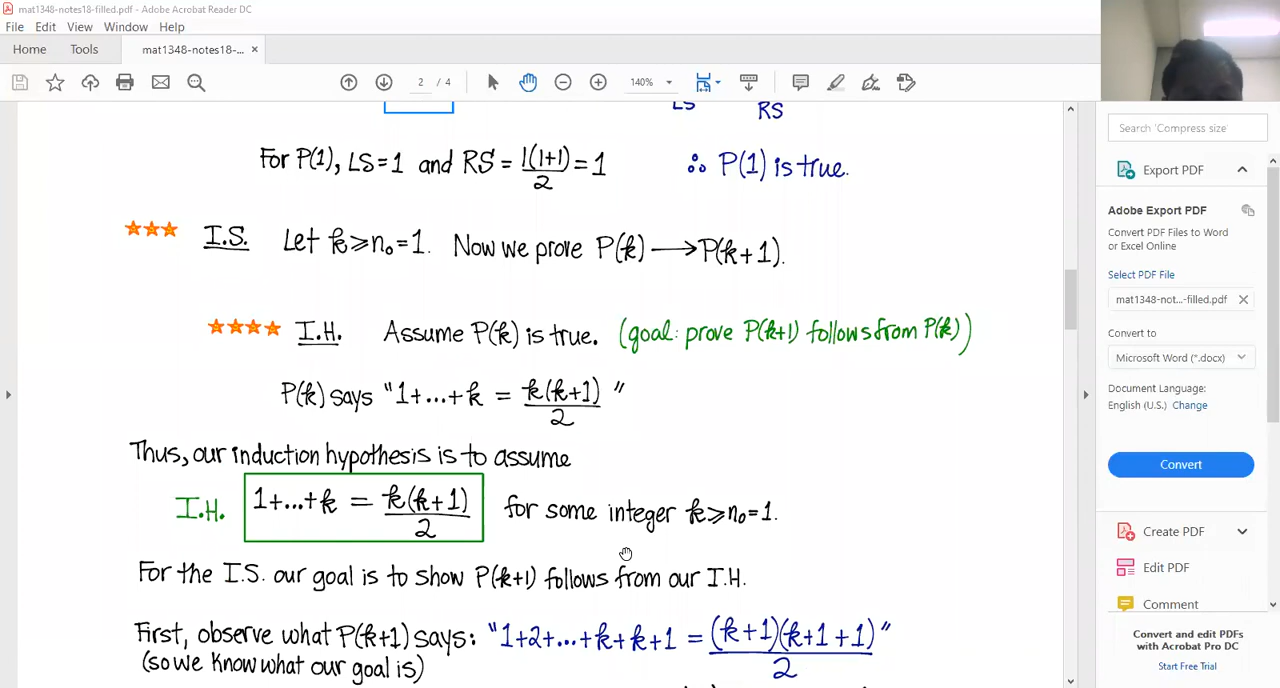 mat1348-notes18-filled.pdf - Adobe Acrobat Reader DC
File Edit View Window Help
Home Tools mat1348-notes18-... ×
2 / 4 140%
LS RS
For P(1), LS=1 and RS = 1(1+1)/2 = 1 ∴ P(1) is true.
I.S. Let k≥n₀=1. Now we prove P(k)⟶P(k+1).
I.H. Assume P(k) is true. (goal: prove P(k+1) follows from P(k))
P(k) says "1+...+k = k(k+1)/2"
Thus, our induction hypothesis is to assume
I.H. 1+...+k = k(k+1)/2 for some integer k≥n₀=1.
For the I.S. our goal is to show P(k+1) follows from our I.H.
First, observe what P(k+1) says: "1+2+...+k+k+1 = (k+1)(k+1+1)/2"
(so we know what our goal is)
Search 'Compress size'
Export PDF
Adobe Export PDF
Convert PDF Files to Word
or Excel Online
Select PDF File
mat1348-not...-filled.pdf ×
Convert to
Microsoft Word (*.docx)
Document Language:
English (U.S.) Change
Convert
Create PDF
Edit PDF
Comment
Convert and edit PDFs
with Acrobat Pro DC
Start Free Trial